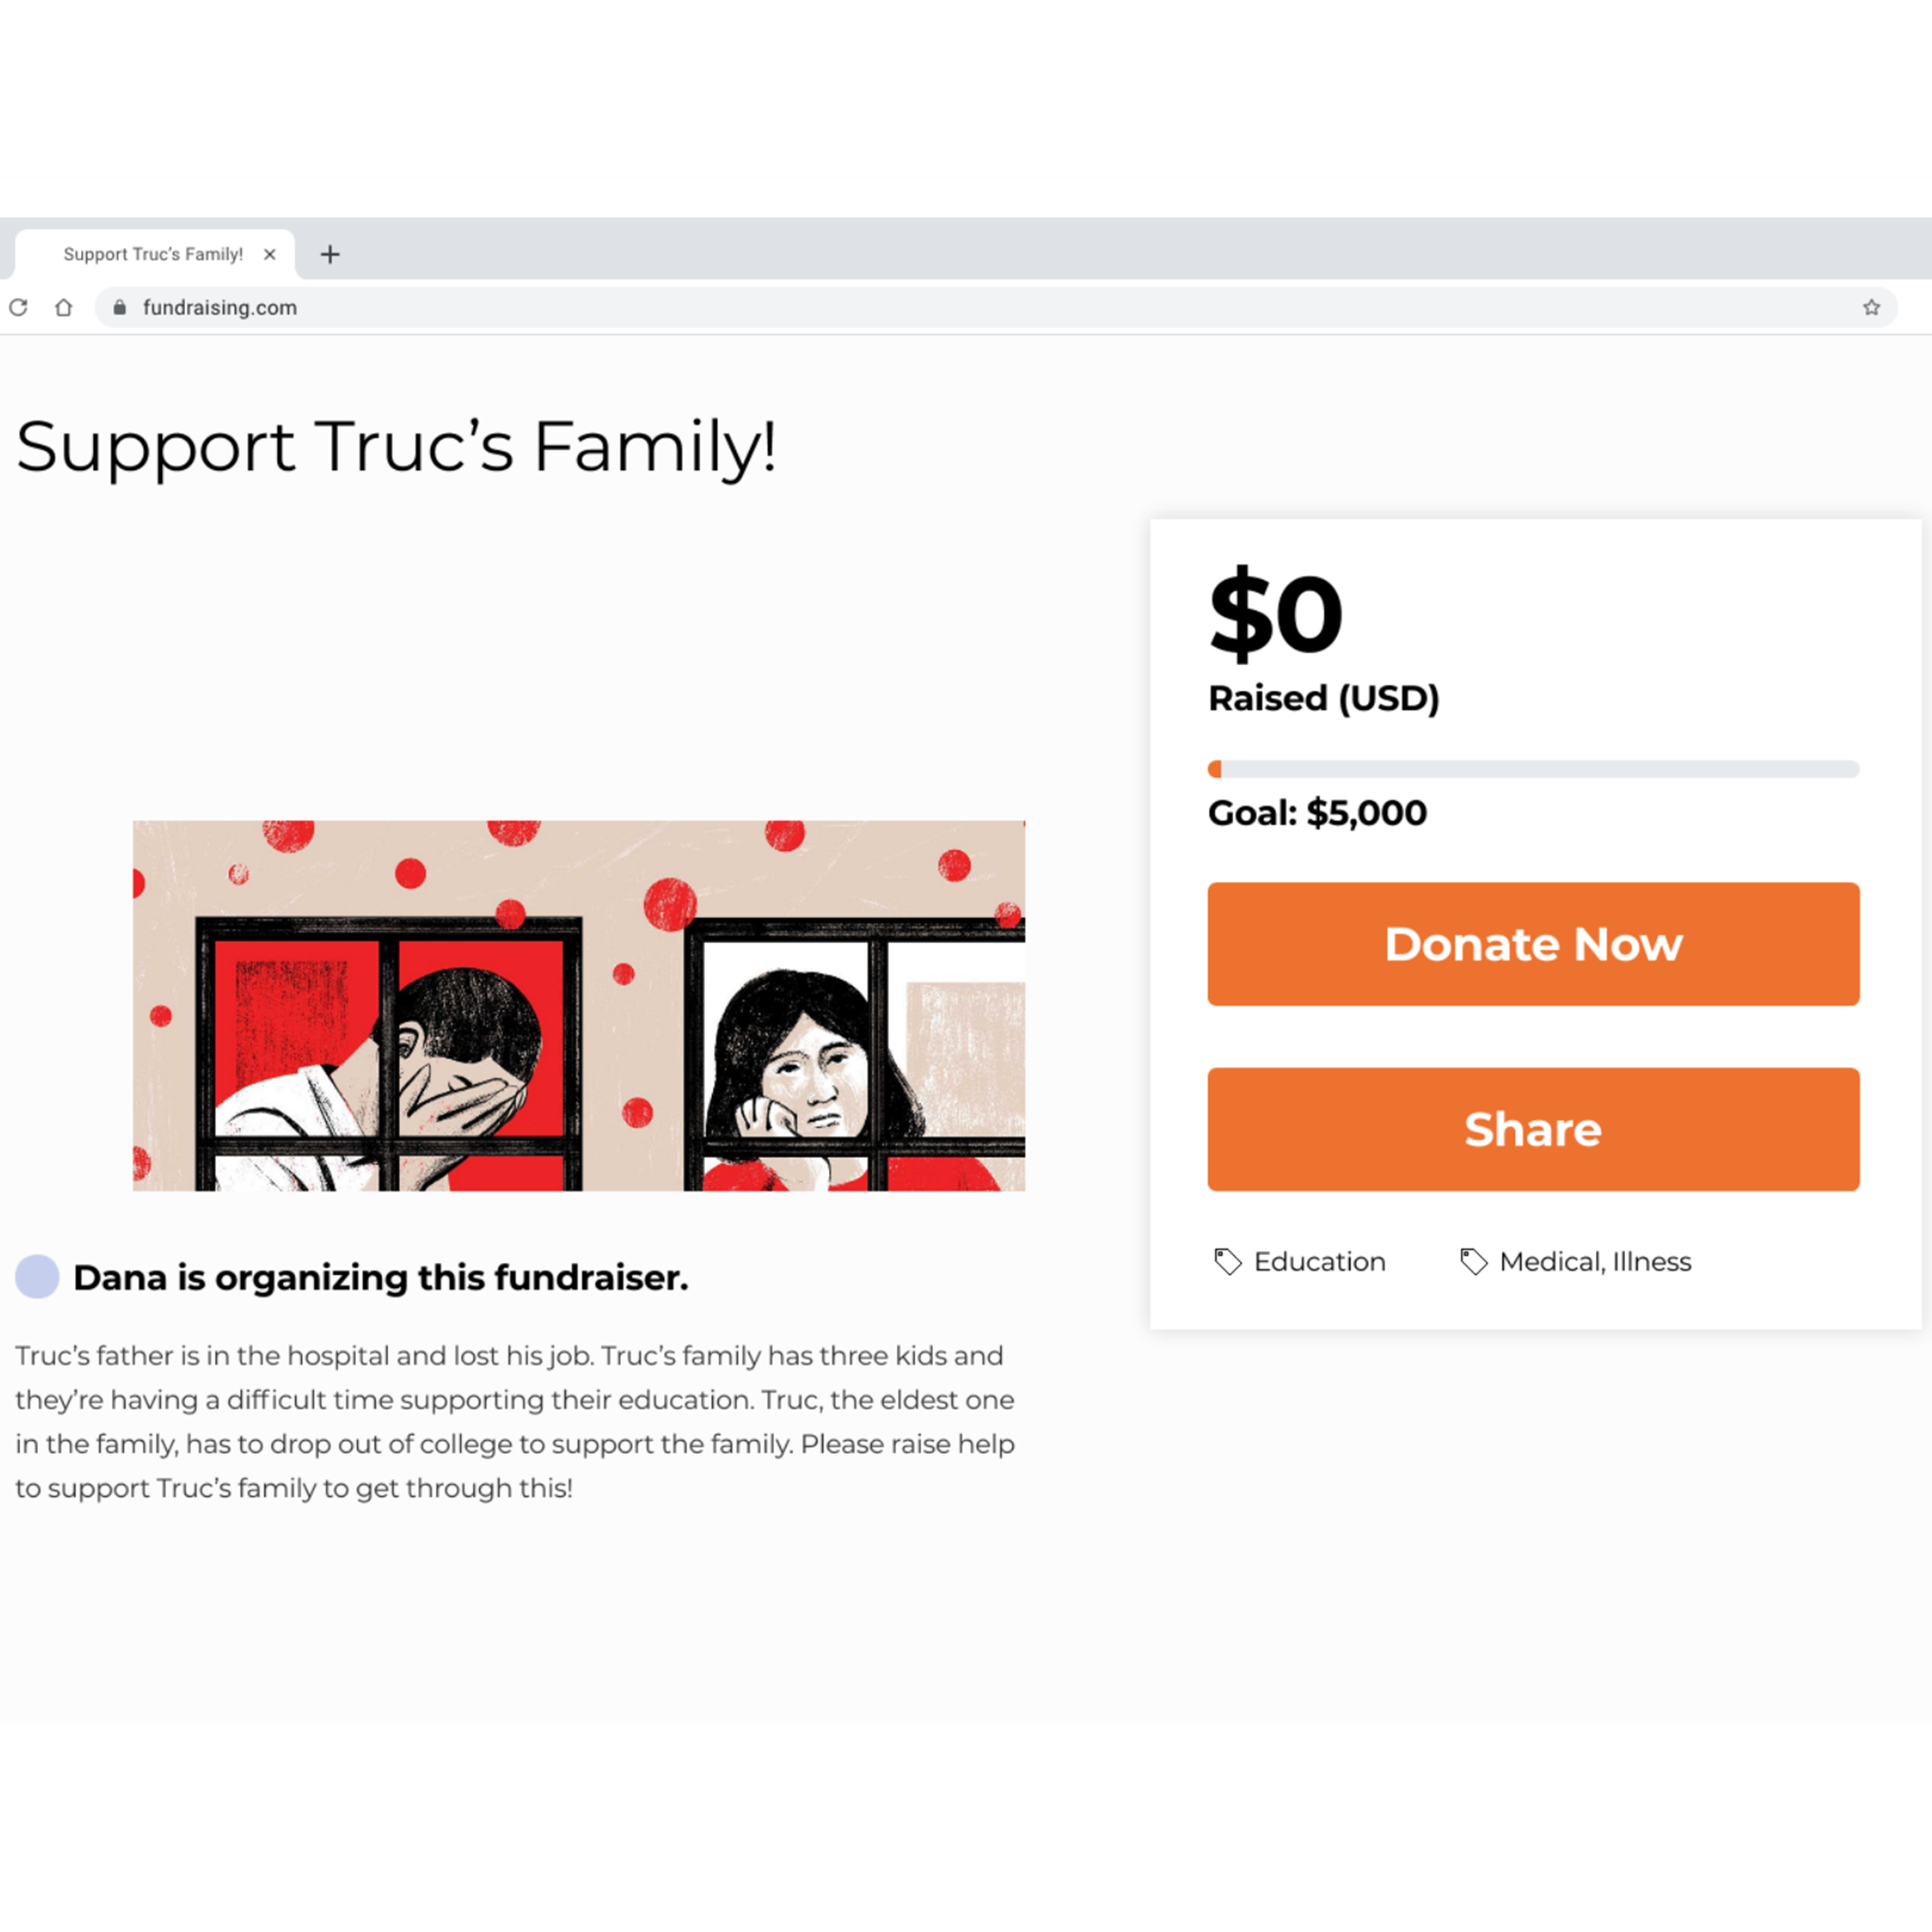 Support Truc’s Family!
fundraising.com
Support Truc’s Family!
$0
Raised (USD)
Goal: $5,000
Donate Now
Share
Education
Medical, Illness
Dana is organizing this fundraiser.
Truc’s father is in the hospital and lost his job. Truc’s family has three kids and
they’re having a difficult time supporting their education. Truc, the eldest one
in the family, has to drop out of college to support the family. Please raise help
to support Truc’s family to get through this!